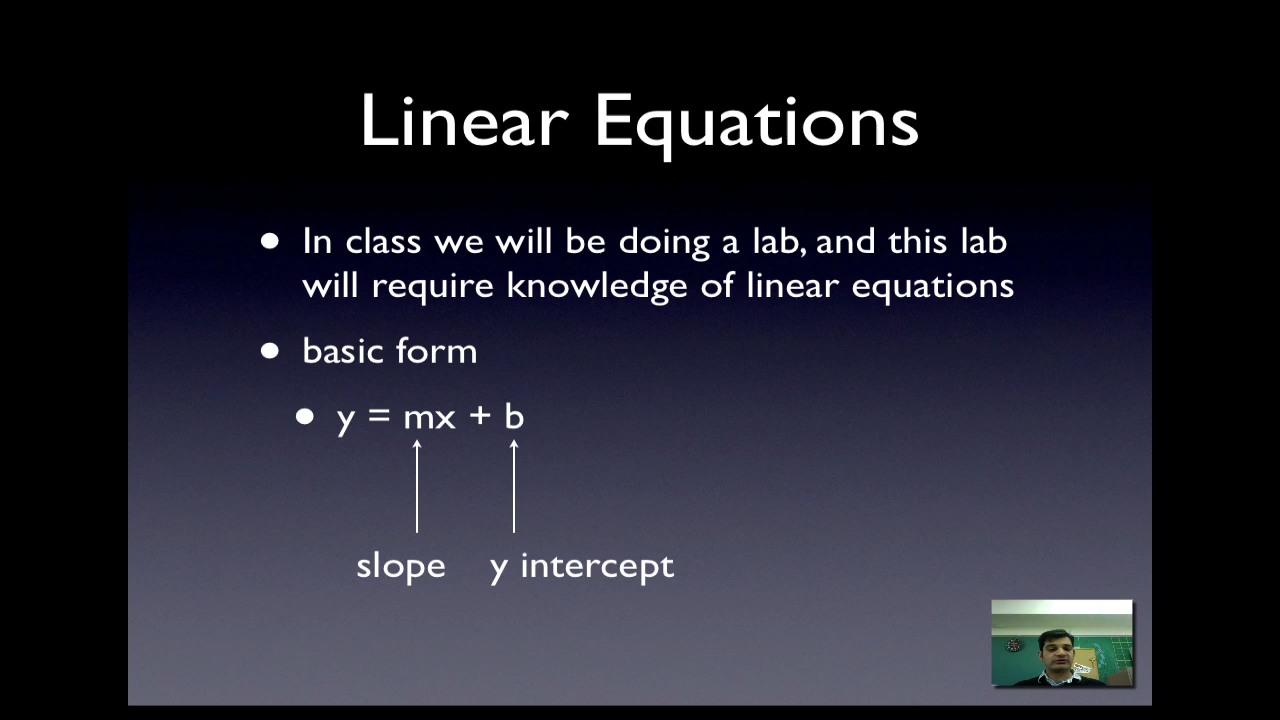 Linear Equations
In class we will be doing a lab, and this lab
will require knowledge of linear equations
basic form
y = mx + b
slope y intercept